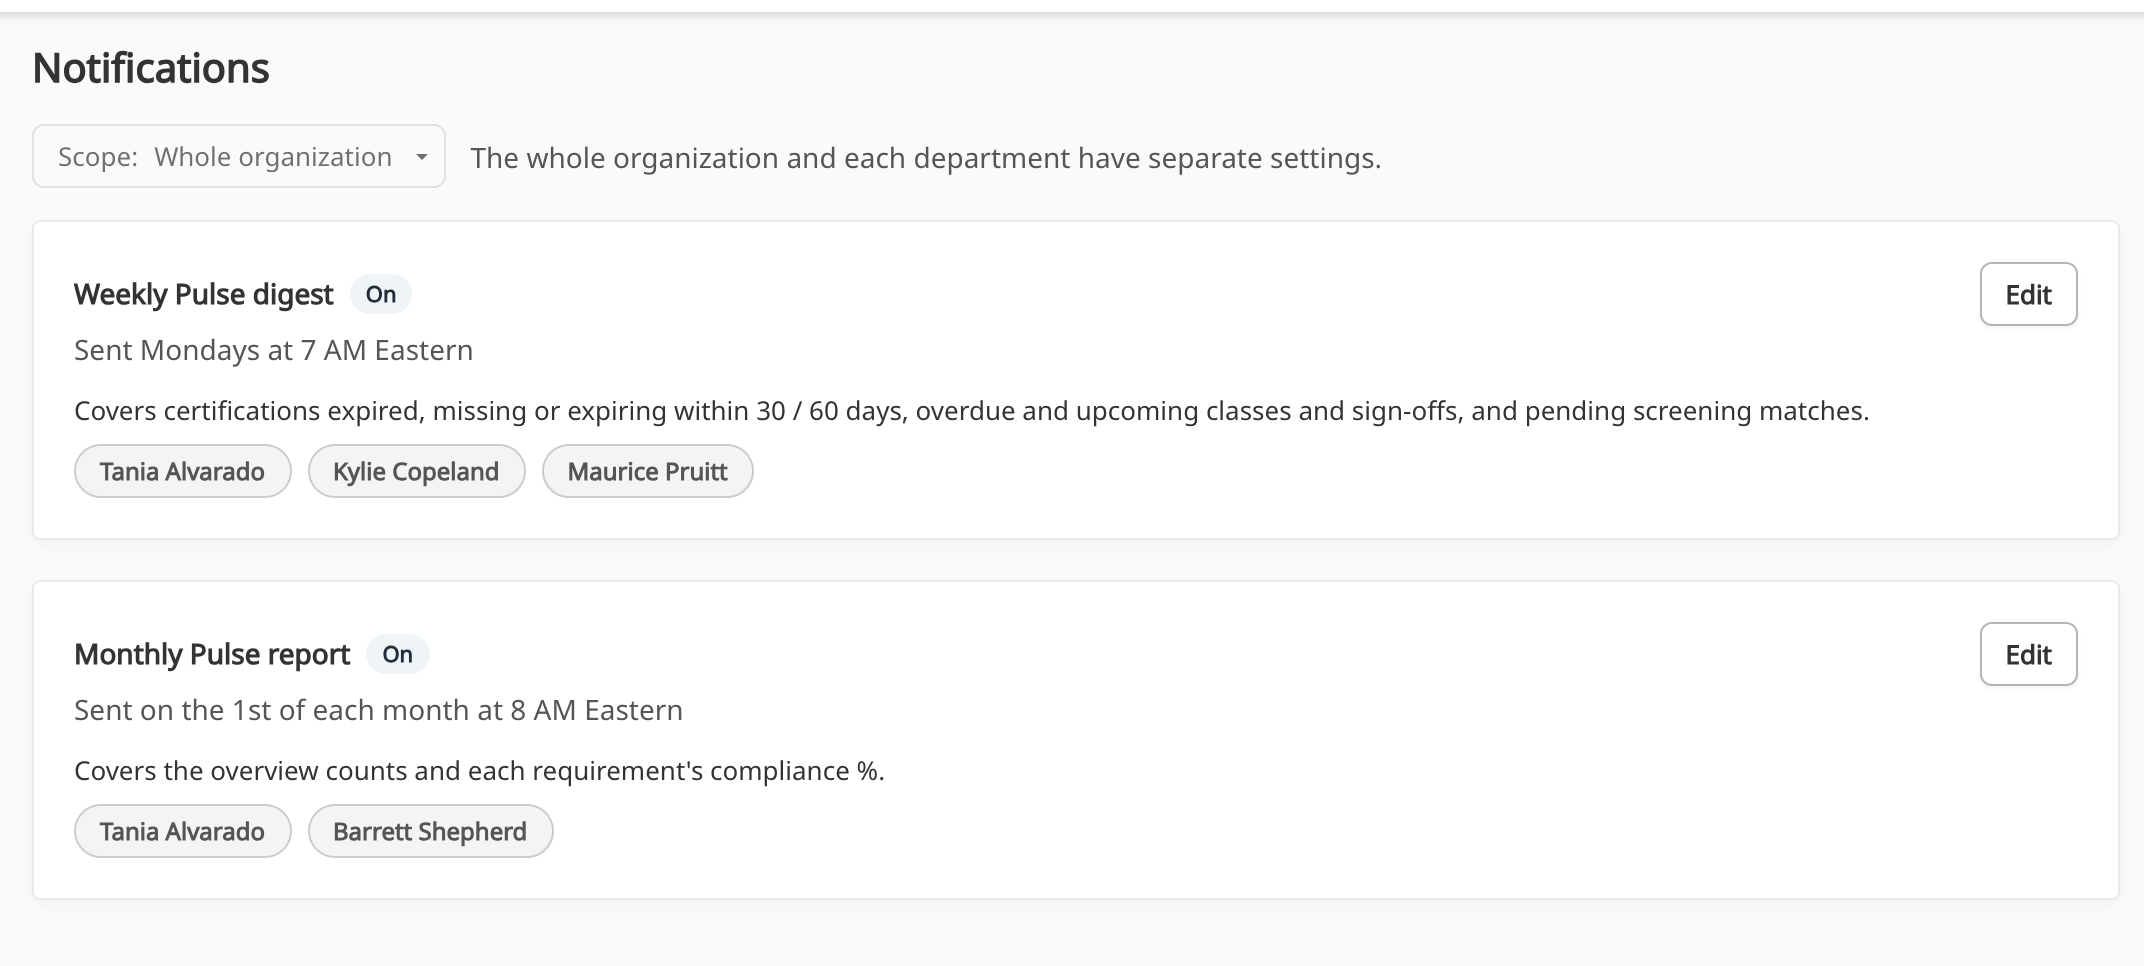 Notifications
Scope: Whole organization
The whole organization and each department have separate settings.
Weekly Pulse digest On
Edit
Sent Mondays at 7 AM Eastern
Covers certifications expired, missing or expiring within 30 / 60 days, overdue and upcoming classes and sign-offs, and pending screening matches.
Tania Alvarado Kylie Copeland Maurice Pruitt
Monthly Pulse report On
Edit
Sent on the 1st of each month at 8 AM Eastern
Covers the overview counts and each requirement's compliance %.
Tania Alvarado Barrett Shepherd